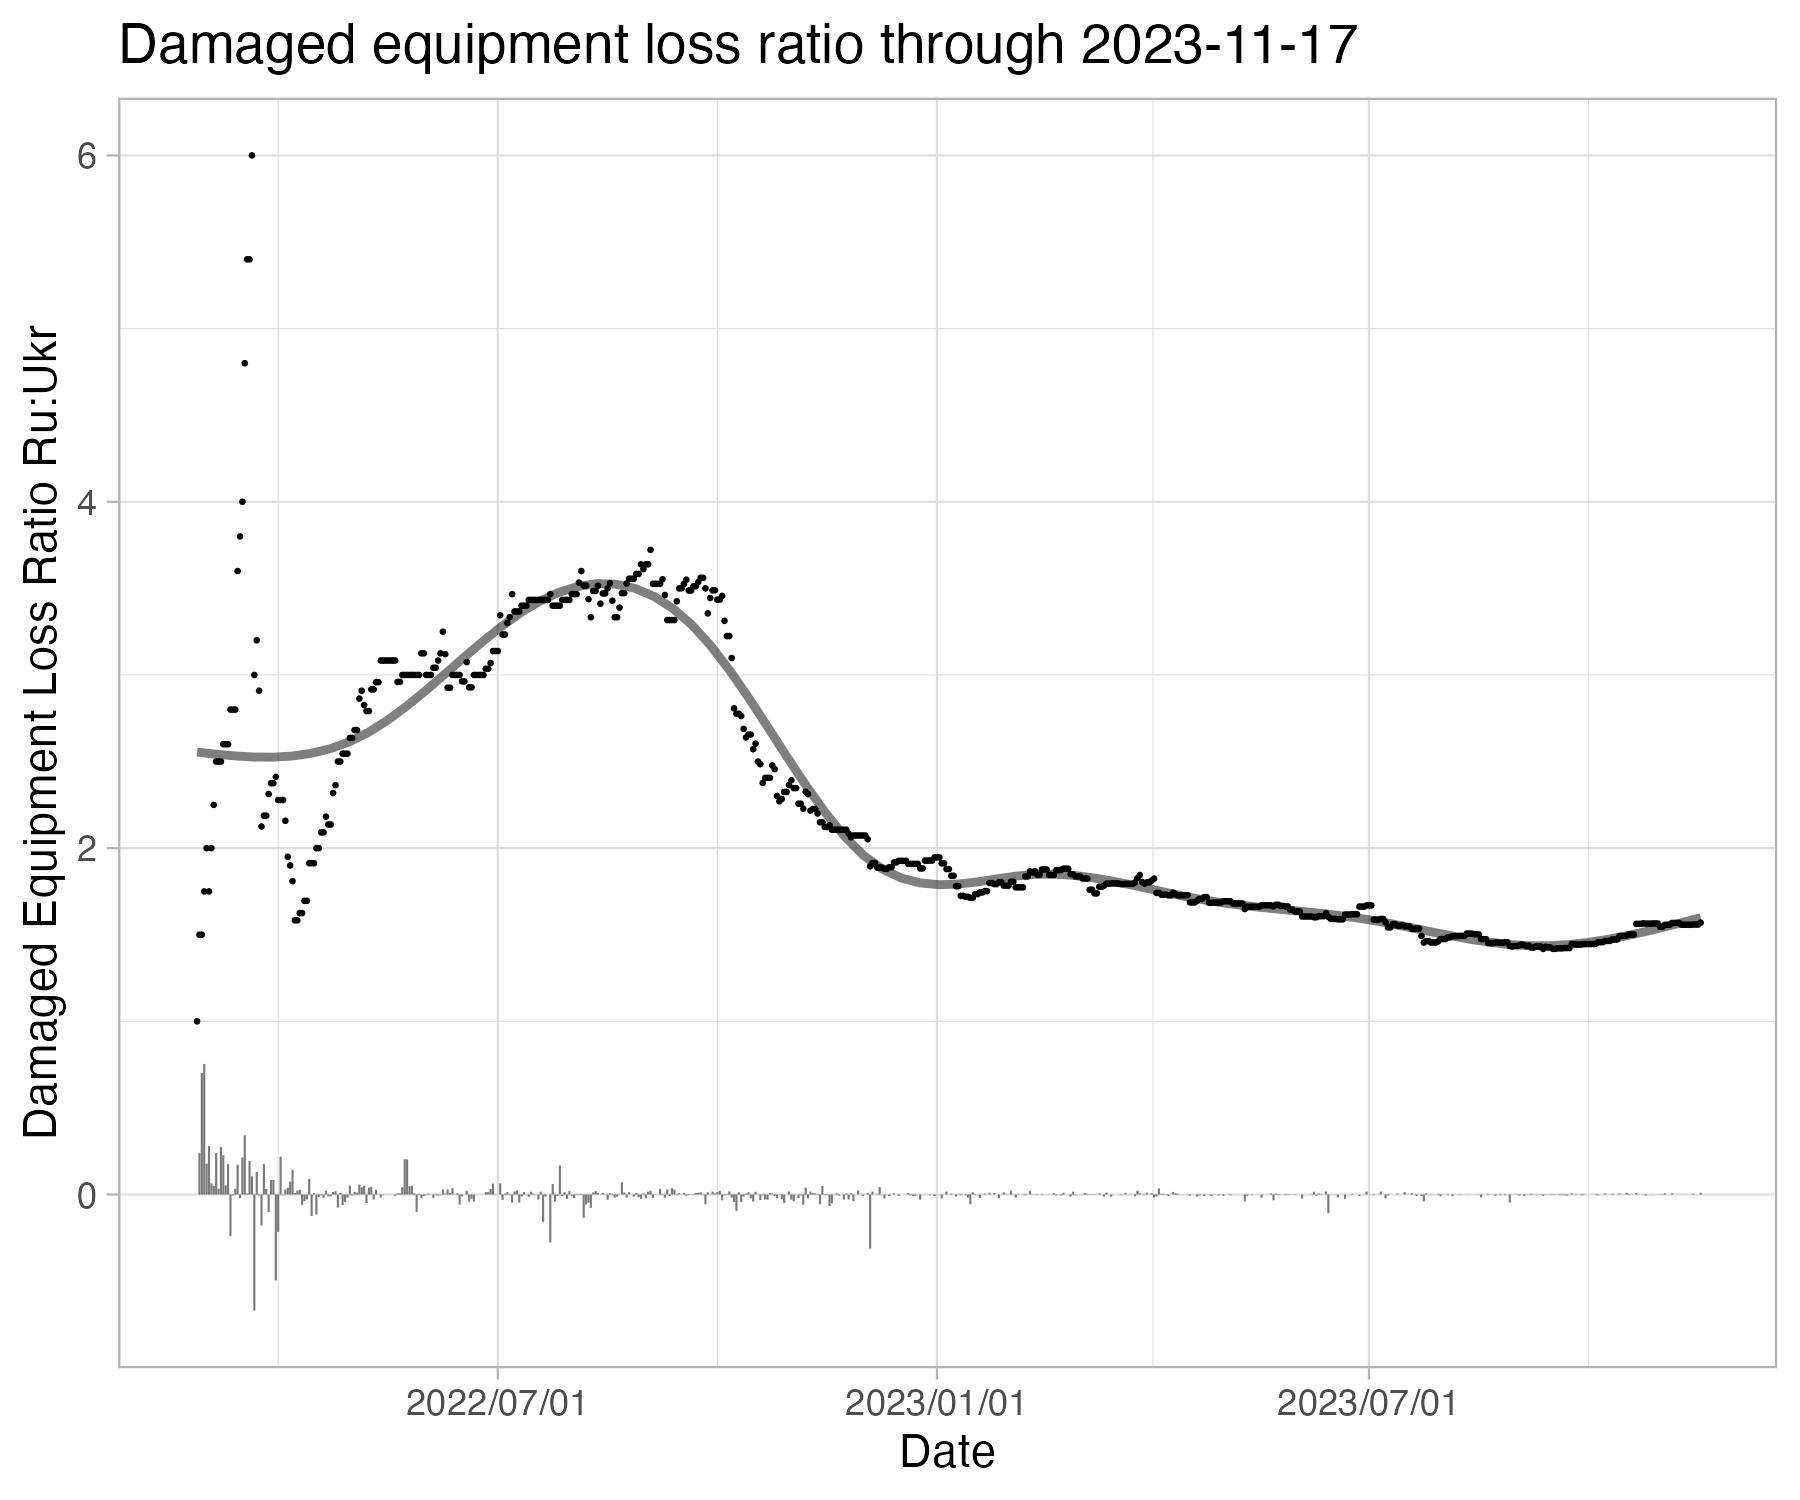 Damaged equipment loss ratio through 2023-11-17
Damaged Equipment Loss Ratio Ru:Ukr
6
4
2
0
2022/07/01
2023/01/01
2023/07/01
Date